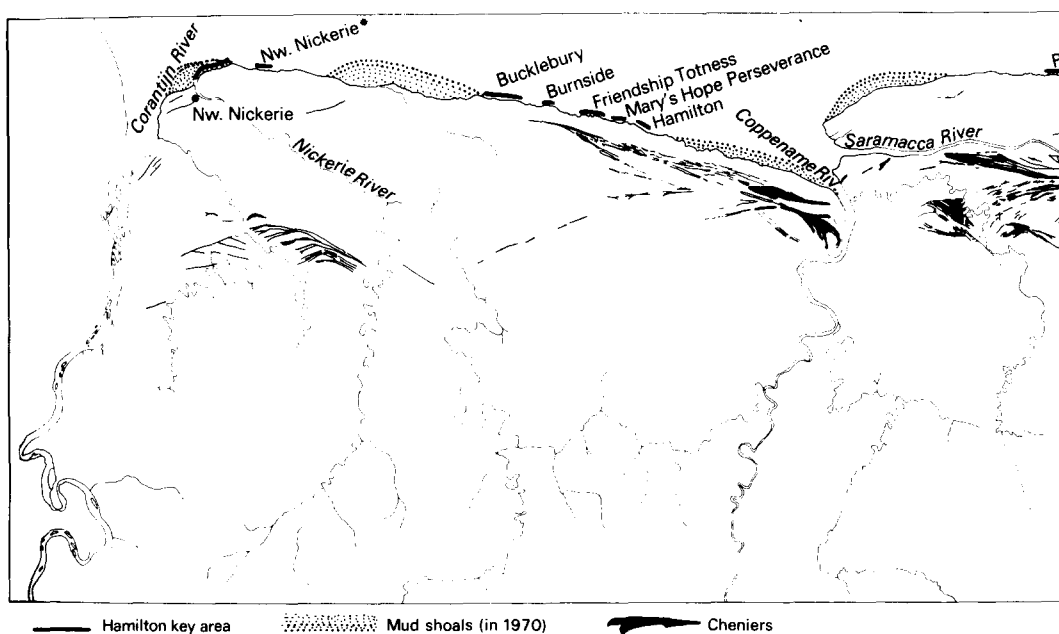 Corantijn River
Nw. Nickerie
Nw. Nickerie
Nickerie River
Bucklebury
Burnside
Friendship Totness
Mary's Hope Perseverance
Hamilton
Coppename Riv.
Saramacca River
P
Hamilton key area
Mud shoals (in 1970)
Cheniers